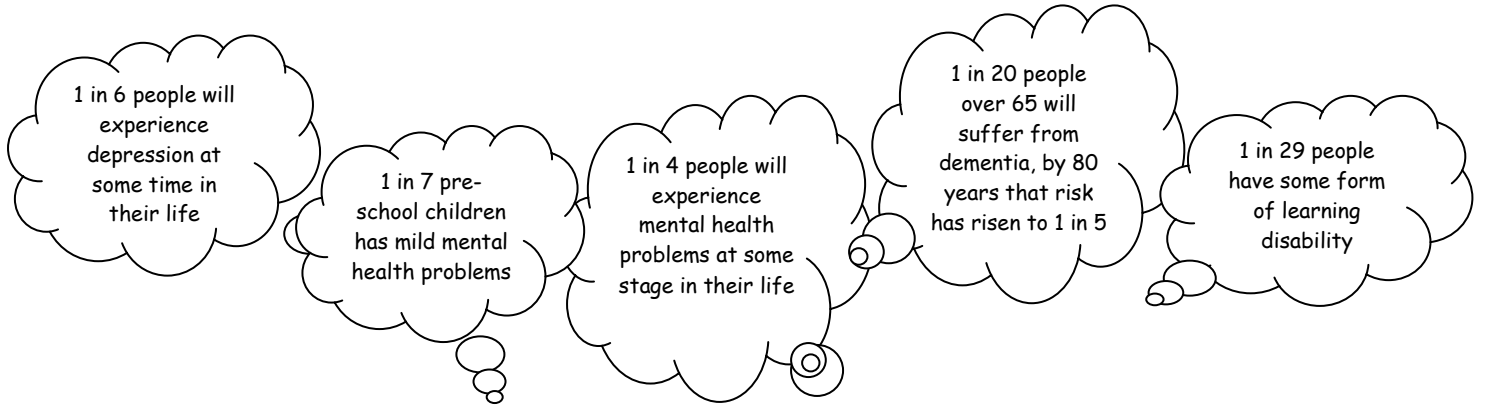 1 in 6 people will
experience
depression at
some time in
their life
1 in 7 pre-
school children
has mild mental
health problems
1 in 4 people will
experience
mental health
problems at some
stage in their life
1 in 20 people
over 65 will
suffer from
dementia, by 80
years that risk
has risen to 1 in 5
1 in 29 people
have some form
of learning
disability